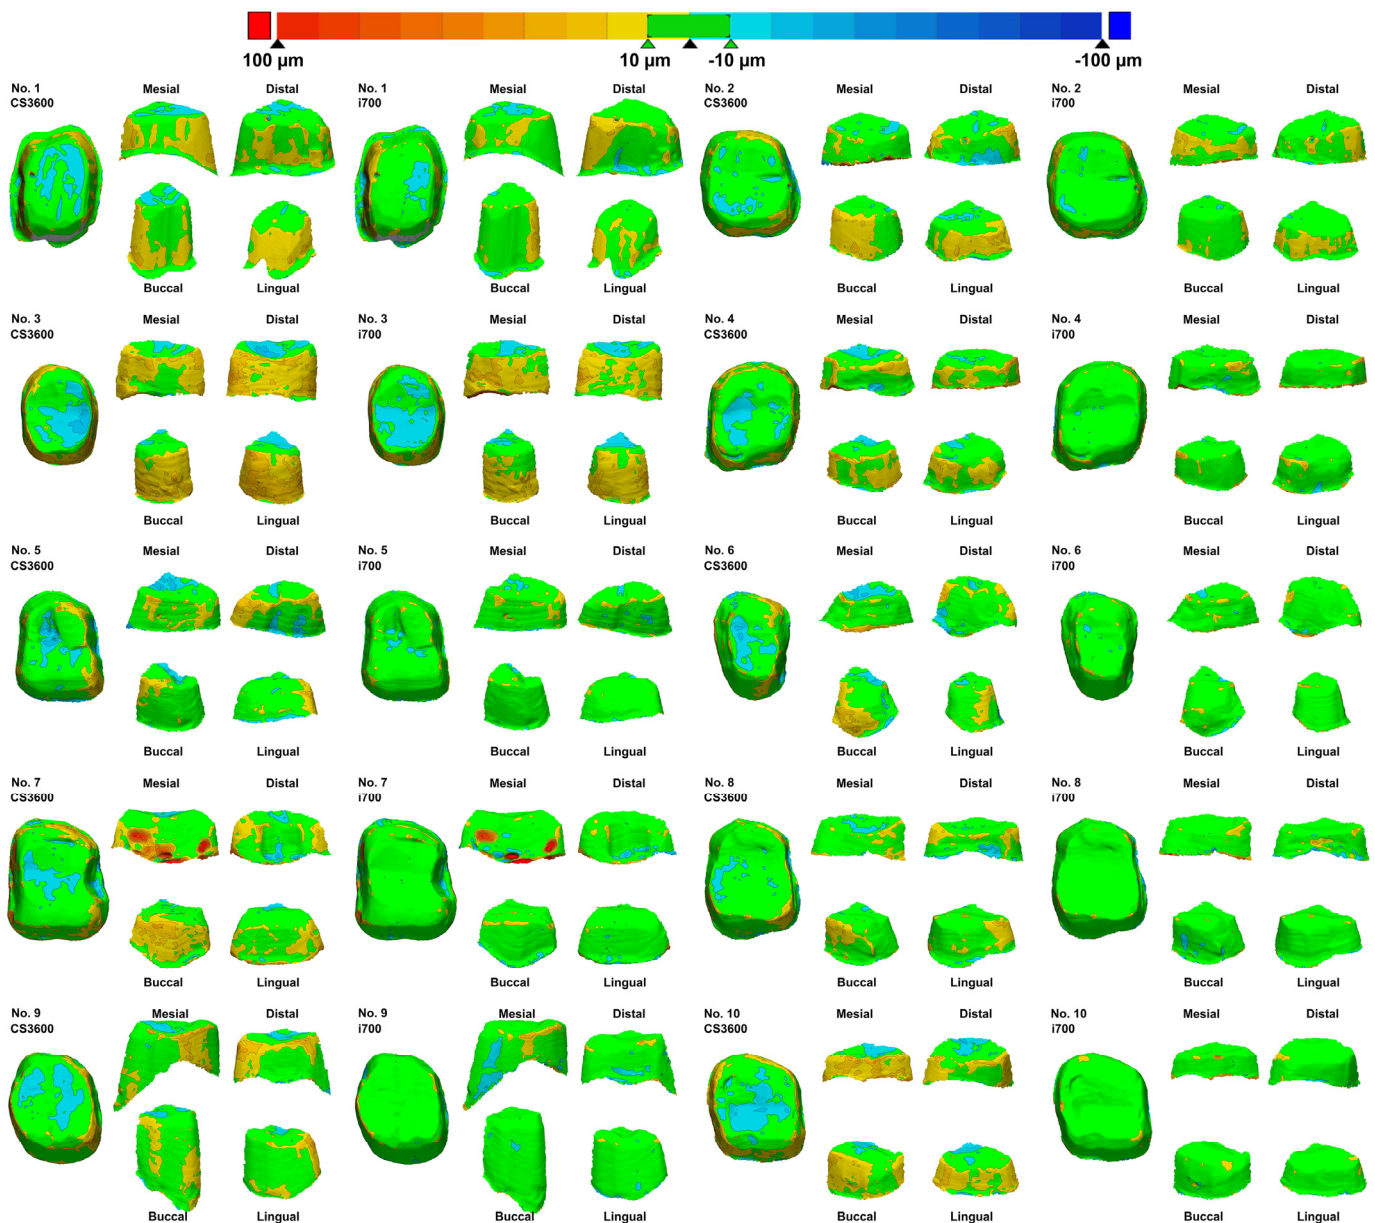 100 µm 10 µm -10 µm -100 µm
No. 1 CS3600 Mesial Distal No. 1 i700 Mesial Distal No. 2 CS3600 Mesial Distal No. 2 i700 Mesial Distal
Buccal Lingual Buccal Lingual Buccal Lingual Buccal Lingual
No. 3 CS3600 Mesial Distal No. 3 i700 Mesial Distal No. 4 CS3600 Mesial Distal No. 4 i700 Mesial Distal
Buccal Lingual Buccal Lingual Buccal Lingual Buccal Lingual
No. 5 CS3600 Mesial Distal No. 5 i700 Mesial Distal No. 6 CS3600 Mesial Distal No. 6 i700 Mesial Distal
Buccal Lingual Buccal Lingual Buccal Lingual Buccal Lingual
No. 7 CS3600 Mesial Distal No. 7 i700 Mesial Distal No. 8 CS3600 Mesial Distal No. 8 i700 Mesial Distal
Buccal Lingual Buccal Lingual Buccal Lingual Buccal Lingual
No. 9 CS3600 Mesial Distal No. 9 i700 Mesial Distal No. 10 CS3600 Mesial Distal No. 10 i700 Mesial Distal
Buccal Lingual Buccal Lingual Buccal Lingual Buccal Lingual